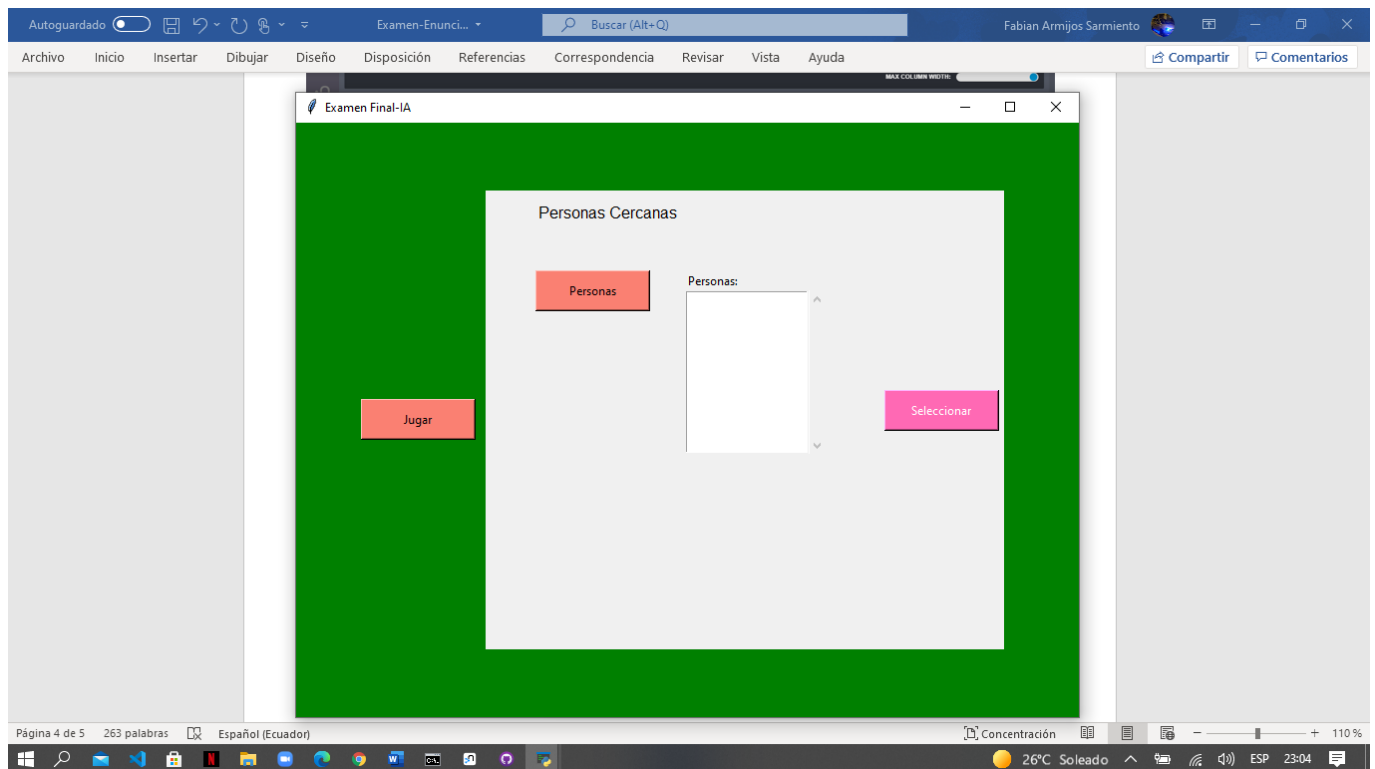 Autoguardado Examen-Enunci... Buscar (Alt+Q) Fabian Armijos Sarmiento
Archivo Inicio Insertar Dibujar Diseño Disposición Referencias Correspondencia Revisar Vista Ayuda Compartir Comentarios
MAX COLUMN WIDTH:
Examen Final-IA
Personas Cercanas
Personas
Personas:
Seleccionar
Jugar
Página 4 de 5 263 palabras Español (Ecuador) Concentración 110 %
26°C Soleado ESP 23:04